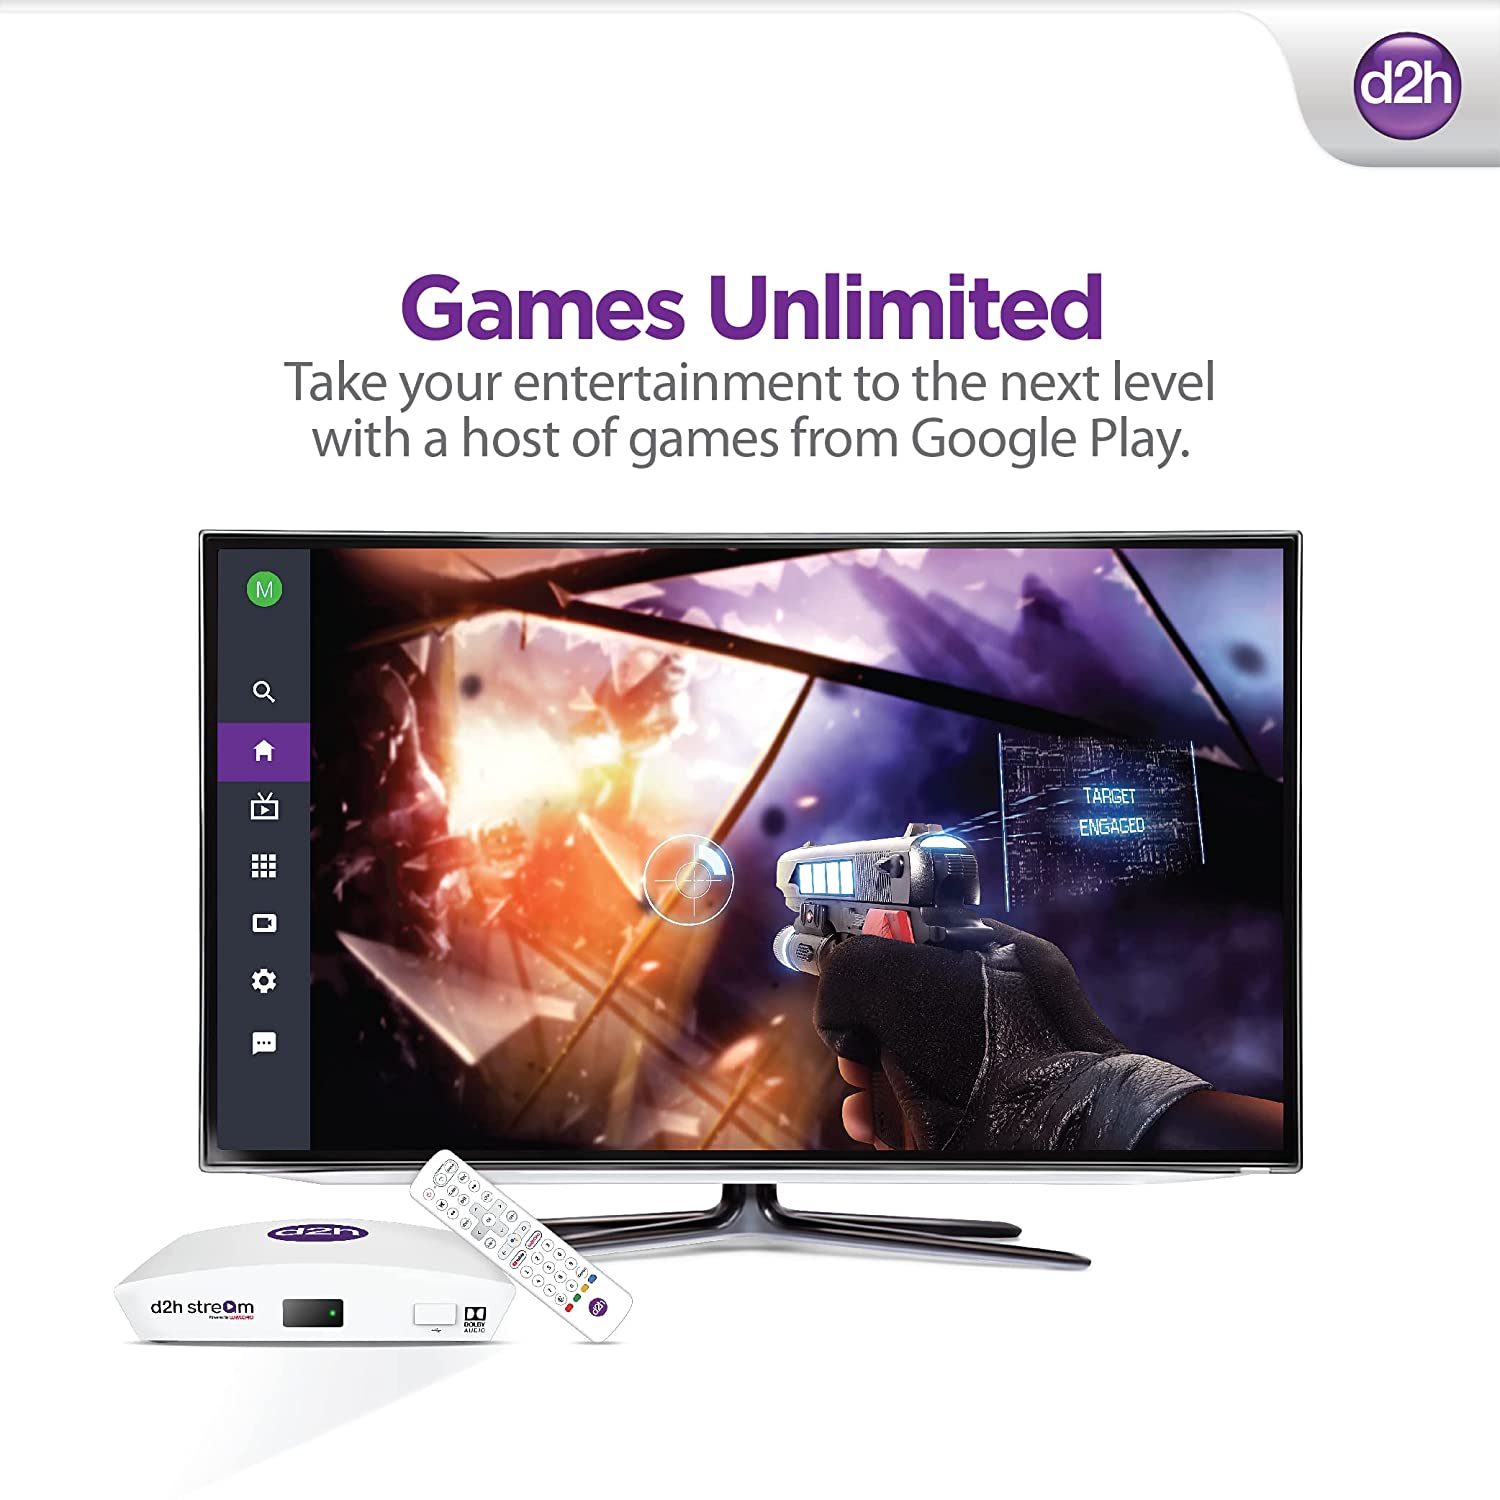 d2h
Games Unlimited
Take your entertainment to the next level
with a host of games from Google Play.
M
TARGET
ENGAGED
d2h
d2h stream
DOLBY
AUDIO
d2h